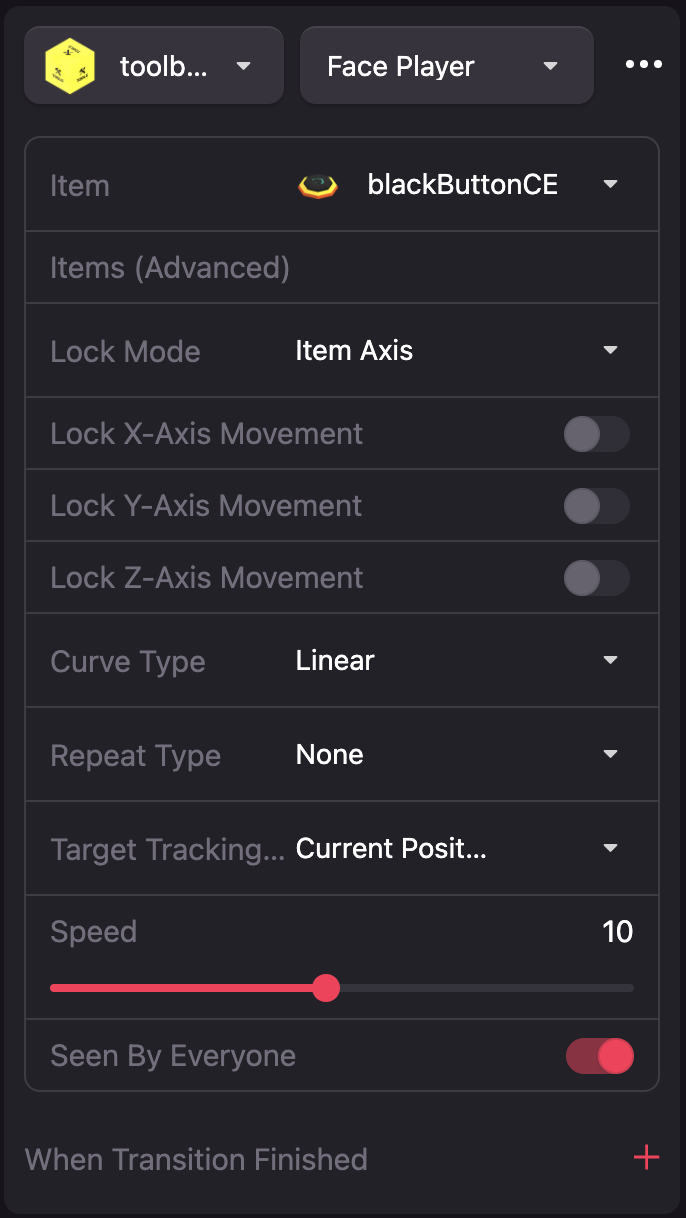 toolb...
Face Player
Item blackButtonCE
Items (Advanced)
Lock Mode Item Axis
Lock X-Axis Movement
Lock Y-Axis Movement
Lock Z-Axis Movement
Curve Type Linear
Repeat Type None
Target Tracking... Current Posit...
Speed 10
Seen By Everyone
When Transition Finished